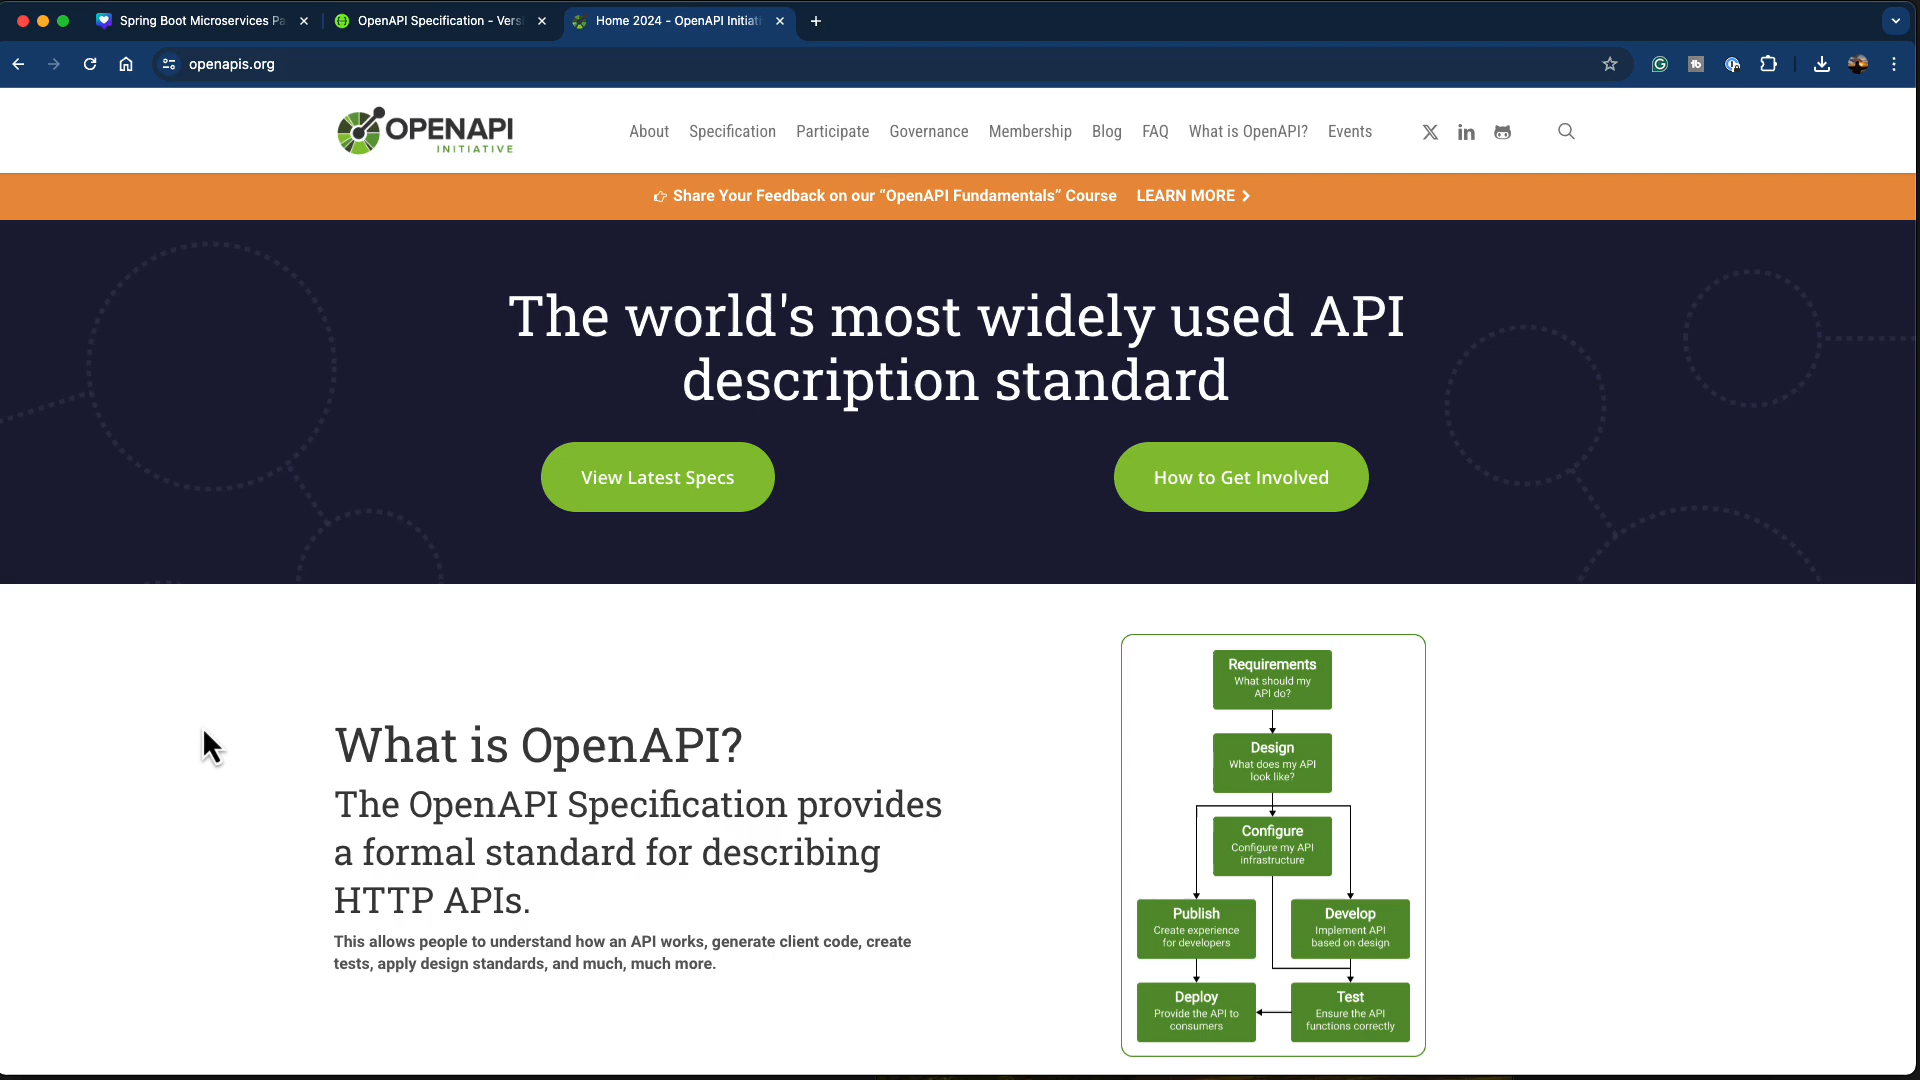 Spring Boot Microservices Pa
OpenAPI Specification - Versi
Home 2024 - OpenAPI Initiati
openapis.org
OPENAPI
INITIATIVE
About Specification Participate Governance Membership Blog FAQ What is OpenAPI? Events
Share Your Feedback on our “OpenAPI Fundamentals” Course LEARN MORE
The world's most widely used API
description standard
View Latest Specs
How to Get Involved
What is OpenAPI?
The OpenAPI Specification provides
a formal standard for describing
HTTP APIs.
This allows people to understand how an API works, generate client code, create
tests, apply design standards, and much, much more.
Requirements
What should my
API do?
Design
What does my API
look like?
Configure
Configure my API
infrastructure
Publish
Create experience
for developers
Develop
Implement API
based on design
Deploy
Provide the API to
consumers
Test
Ensure the API
functions correctly